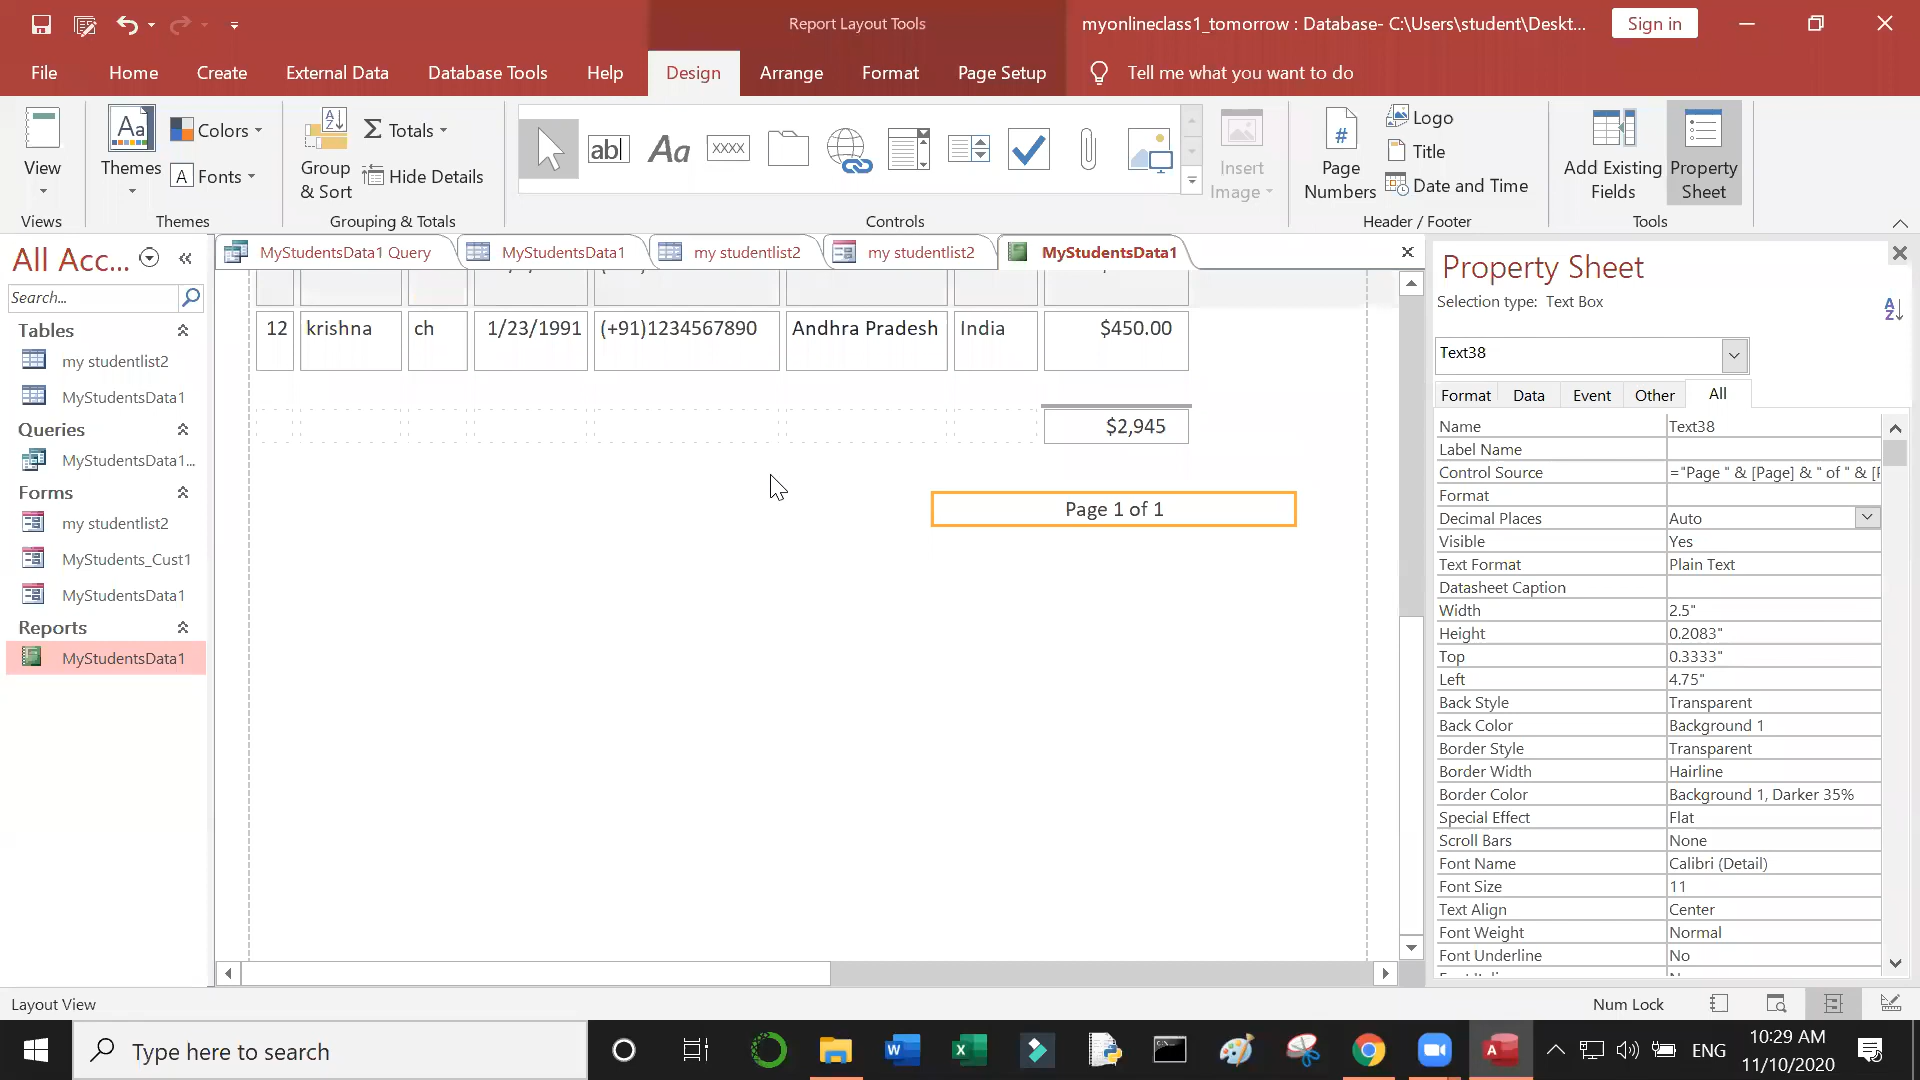 Report Layout Tools
myonlineclass1_tomorrow : Database- C:\Users\student\Deskt...
Sign in
File Home Create External Data Database Tools Help Design Arrange Format Page Setup Tell me what you want to do
View
Views
Themes
Colors
Fonts
Themes
Group & Sort
Totals
Hide Details
Grouping & Totals
ab|
Aa
XXXX
Controls
Insert Image
Page Numbers
Logo
Title
Date and Time
Header / Footer
Add Existing Fields
Property Sheet
Tools
All Acc...
Search...
Tables
my studentlist2
MyStudentsData1
Queries
MyStudentsData1...
Forms
my studentlist2
MyStudents_Cust1
MyStudentsData1
Reports
MyStudentsData1
MyStudentsData1 Query MyStudentsData1 my studentlist2 my studentlist2 MyStudentsData1
12 krishna ch 1/23/1991 (+91)1234567890 Andhra Pradesh India $450.00
$2,945
Page 1 of 1
Property Sheet
Selection type: Text Box
Text38
Format Data Event Other All
Name Text38
Label Name
Control Source ="Page " & [Page] & " of " & [
Format
Decimal Places Auto
Visible Yes
Text Format Plain Text
Datasheet Caption
Width 2.5"
Height 0.2083"
Top 0.3333"
Left 4.75"
Back Style Transparent
Back Color Background 1
Border Style Transparent
Border Width Hairline
Border Color Background 1, Darker 35%
Special Effect Flat
Scroll Bars None
Font Name Calibri (Detail)
Font Size 11
Text Align Center
Font Weight Normal
Font Underline No
Layout View
Num Lock
Type here to search
ENG
10:29 AM
11/10/2020